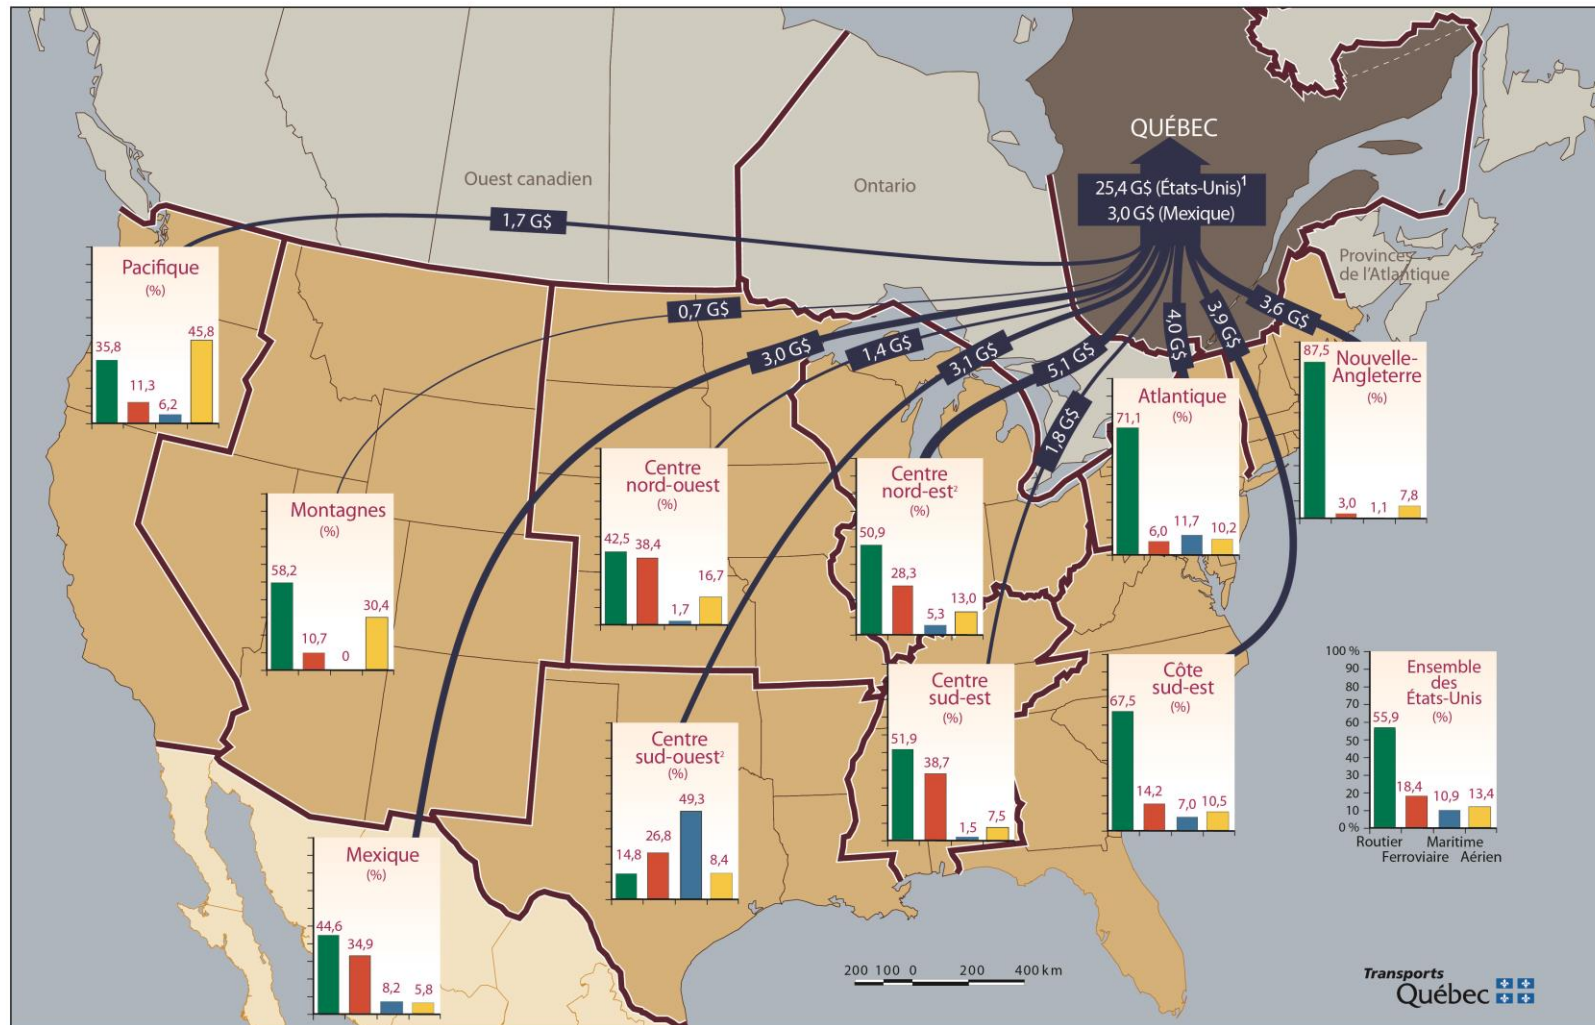 QUÉBEC
25,4 G$ (États-Unis)¹
3,0 G$ (Mexique)
Ouest canadien
Ontario
Provinces
de l'Atlantique
1,7 G$
0,7 G$
3,0 G$
1,4 G$
3,1 G$
5,1 G$
1,8 G$
4,0 G$
3,9 G$
3,6 G$
Pacifique
(%)
35,8
11,3
6,2
45,8
Nouvelle-
Angleterre
(%)
87,5
3,0
1,1
7,8
Atlantique
(%)
71,1
6,0
11,7
10,2
Centre
nord-ouest
(%)
42,5
38,4
1,7
16,7
Centre
nord-est²
(%)
50,9
28,3
5,3
13,0
Montagnes
(%)
58,2
10,7
0
30,4
Centre
sud-est
(%)
51,9
38,7
1,5
7,5
Côte
sud-est
(%)
67,5
14,2
7,0
10,5
Centre
sud-ouest²
(%)
14,8
26,8
49,3
8,4
Mexique
(%)
44,6
34,9
8,2
5,8
Ensemble
des
États-Unis
(%)
100 %
90
80
70
60
50
40
30
20
10
0 %
55,9
18,4
10,9
13,4
Routier
Ferroviaire
Maritime
Aérien
200 100 0 200 400 km
Transports
Québec